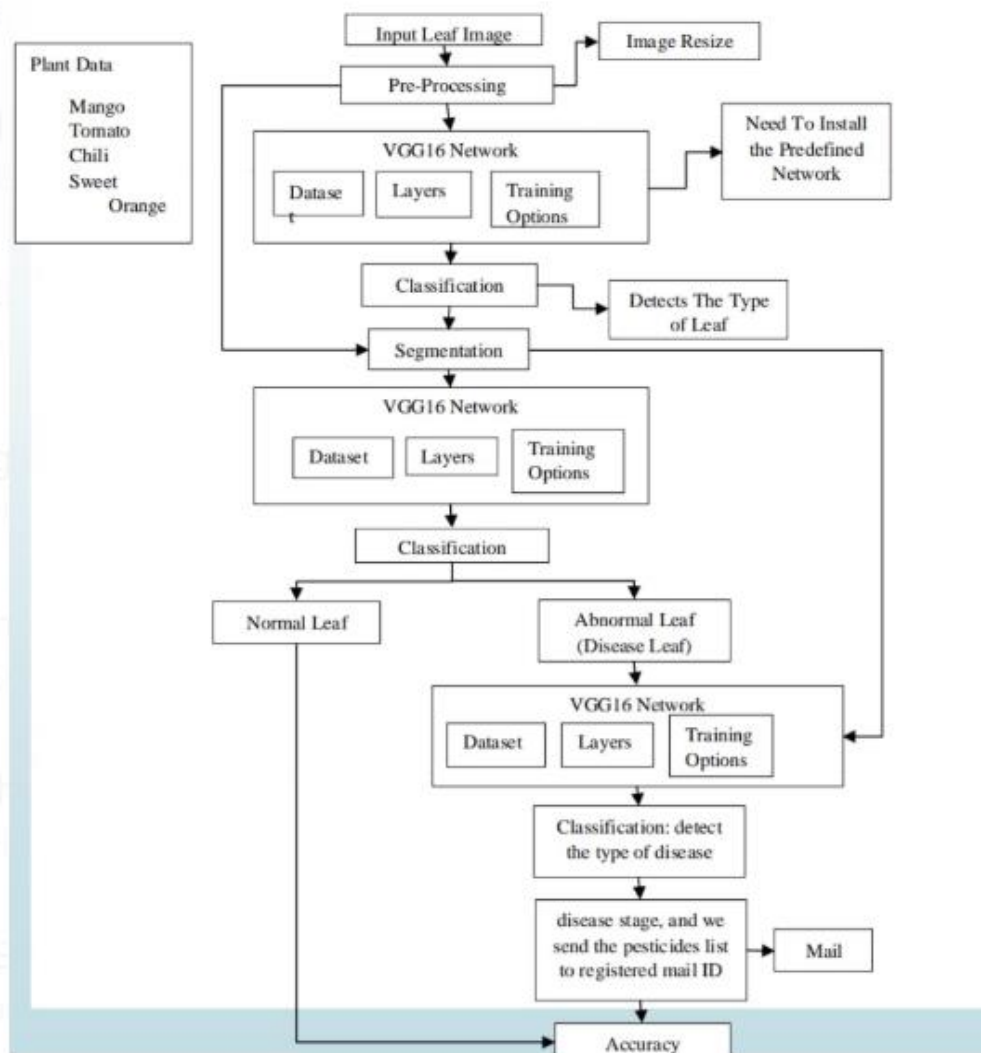 Input Leaf Image
Image Resize
Plant Data
Mango
Tomato
Chili
Sweet
Orange
Pre-Processing
VGG16 Network
Datase
t
Layers
Training
Options
Need To Install
the Predefined
Network
Classification
Detects The Type
of Leaf
Segmentation
VGG16 Network
Dataset
Layers
Training
Options
Classification
Normal Leaf
Abnormal Leaf
(Disease Leaf)
VGG16 Network
Dataset
Layers
Training
Options
Classification: detect
the type of disease
disease stage, and we
send the pesticides list
to registered mail ID
Mail
Accuracy